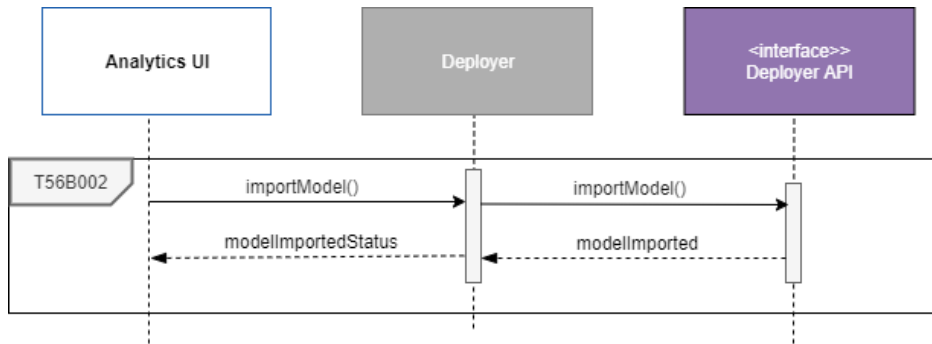 Analytics UI
Deployer
<interface>>
Deployer API
T56B002
importModel()
importModel()
modelImportedStatus
modelImported